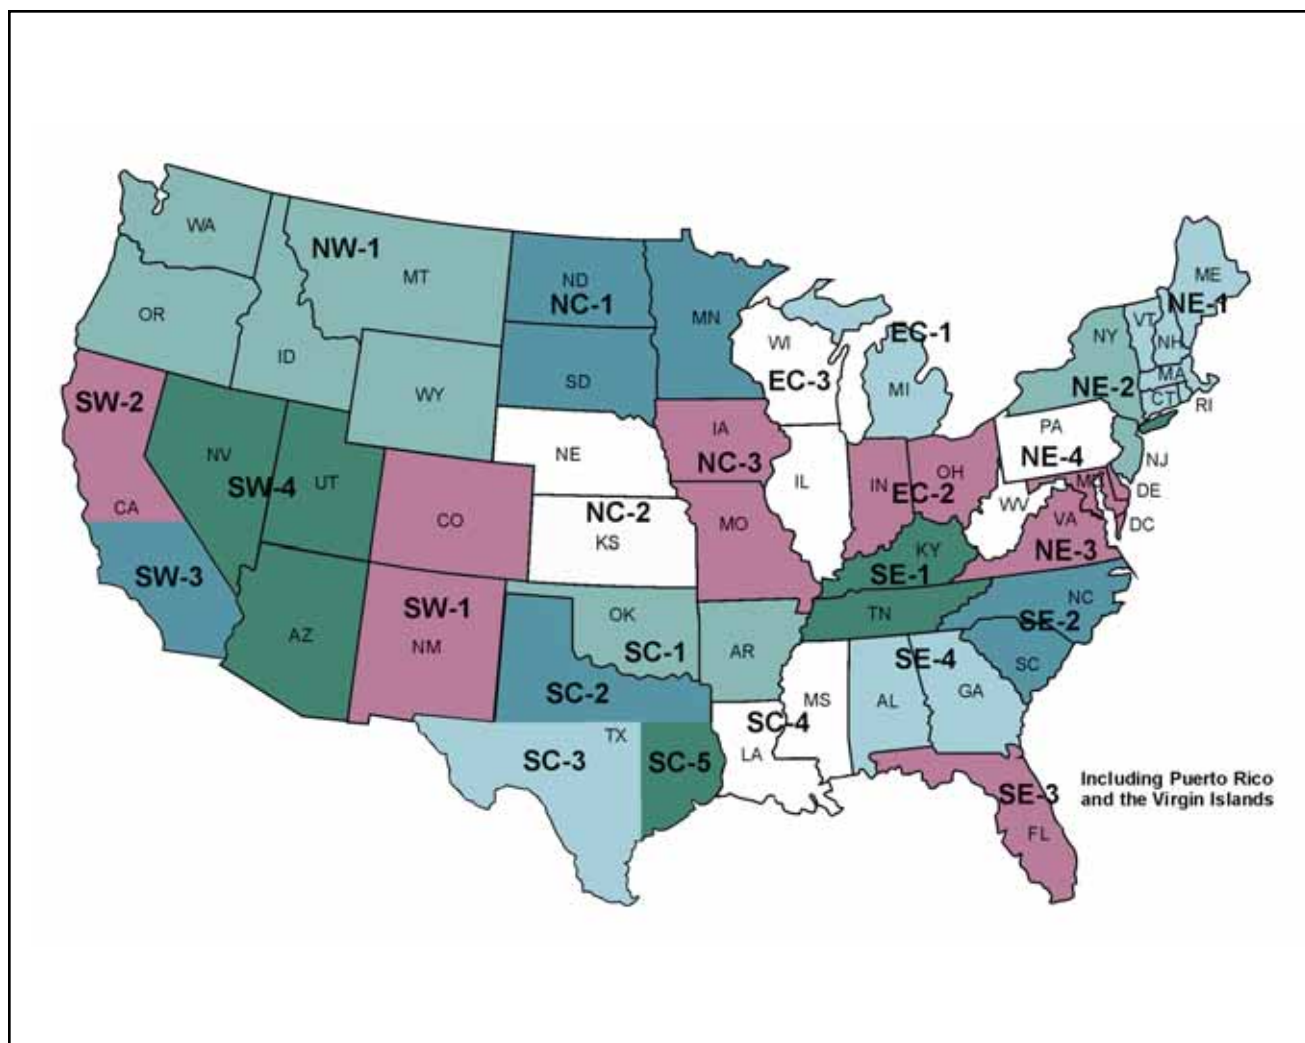 WA
NW-1
MT
OR
ID
WY
ND
NC-1
MN
SD
WI
EC-3
EC-1
MI
ME
NE-1
VT
NH
NY
MA
NE-2
CT
RI
SW-2
CA
NV
SW-4
UT
CO
NE
NC-2
KS
IA
NC-3
MO
IL
IN
EC-2
OH
PA
NE-4
NJ
DE
DC
WV
VA
NE-3
SW-3
AZ
SW-1
NM
OK
SC-1
AR
KY
SE-1
TN
NC
SE-2
SC
SC-2
TX
SC-3
SC-5
SC-4
LA
MS
SE-4
AL
GA
SE-3
FL
Including Puerto Rico
and the Virgin Islands